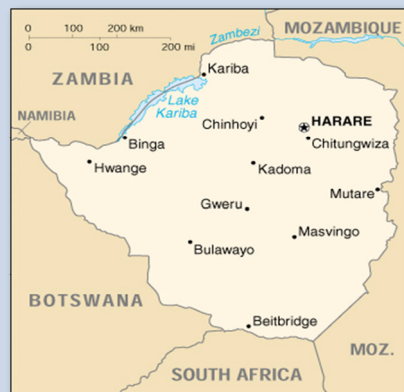 0 100 200 km
0 100 200 mi
MOZAMBIQUE
Zambezi
ZAMBIA
Kariba
Lake
Kariba
NAMIBIA
Chinhoyi
HARARE
Chitungwiza
Binga
Hwange
Kadoma
Mutare
Gweru
Masvingo
Bulawayo
BOTSWANA
Beitbridge
MOZ.
SOUTH AFRICA